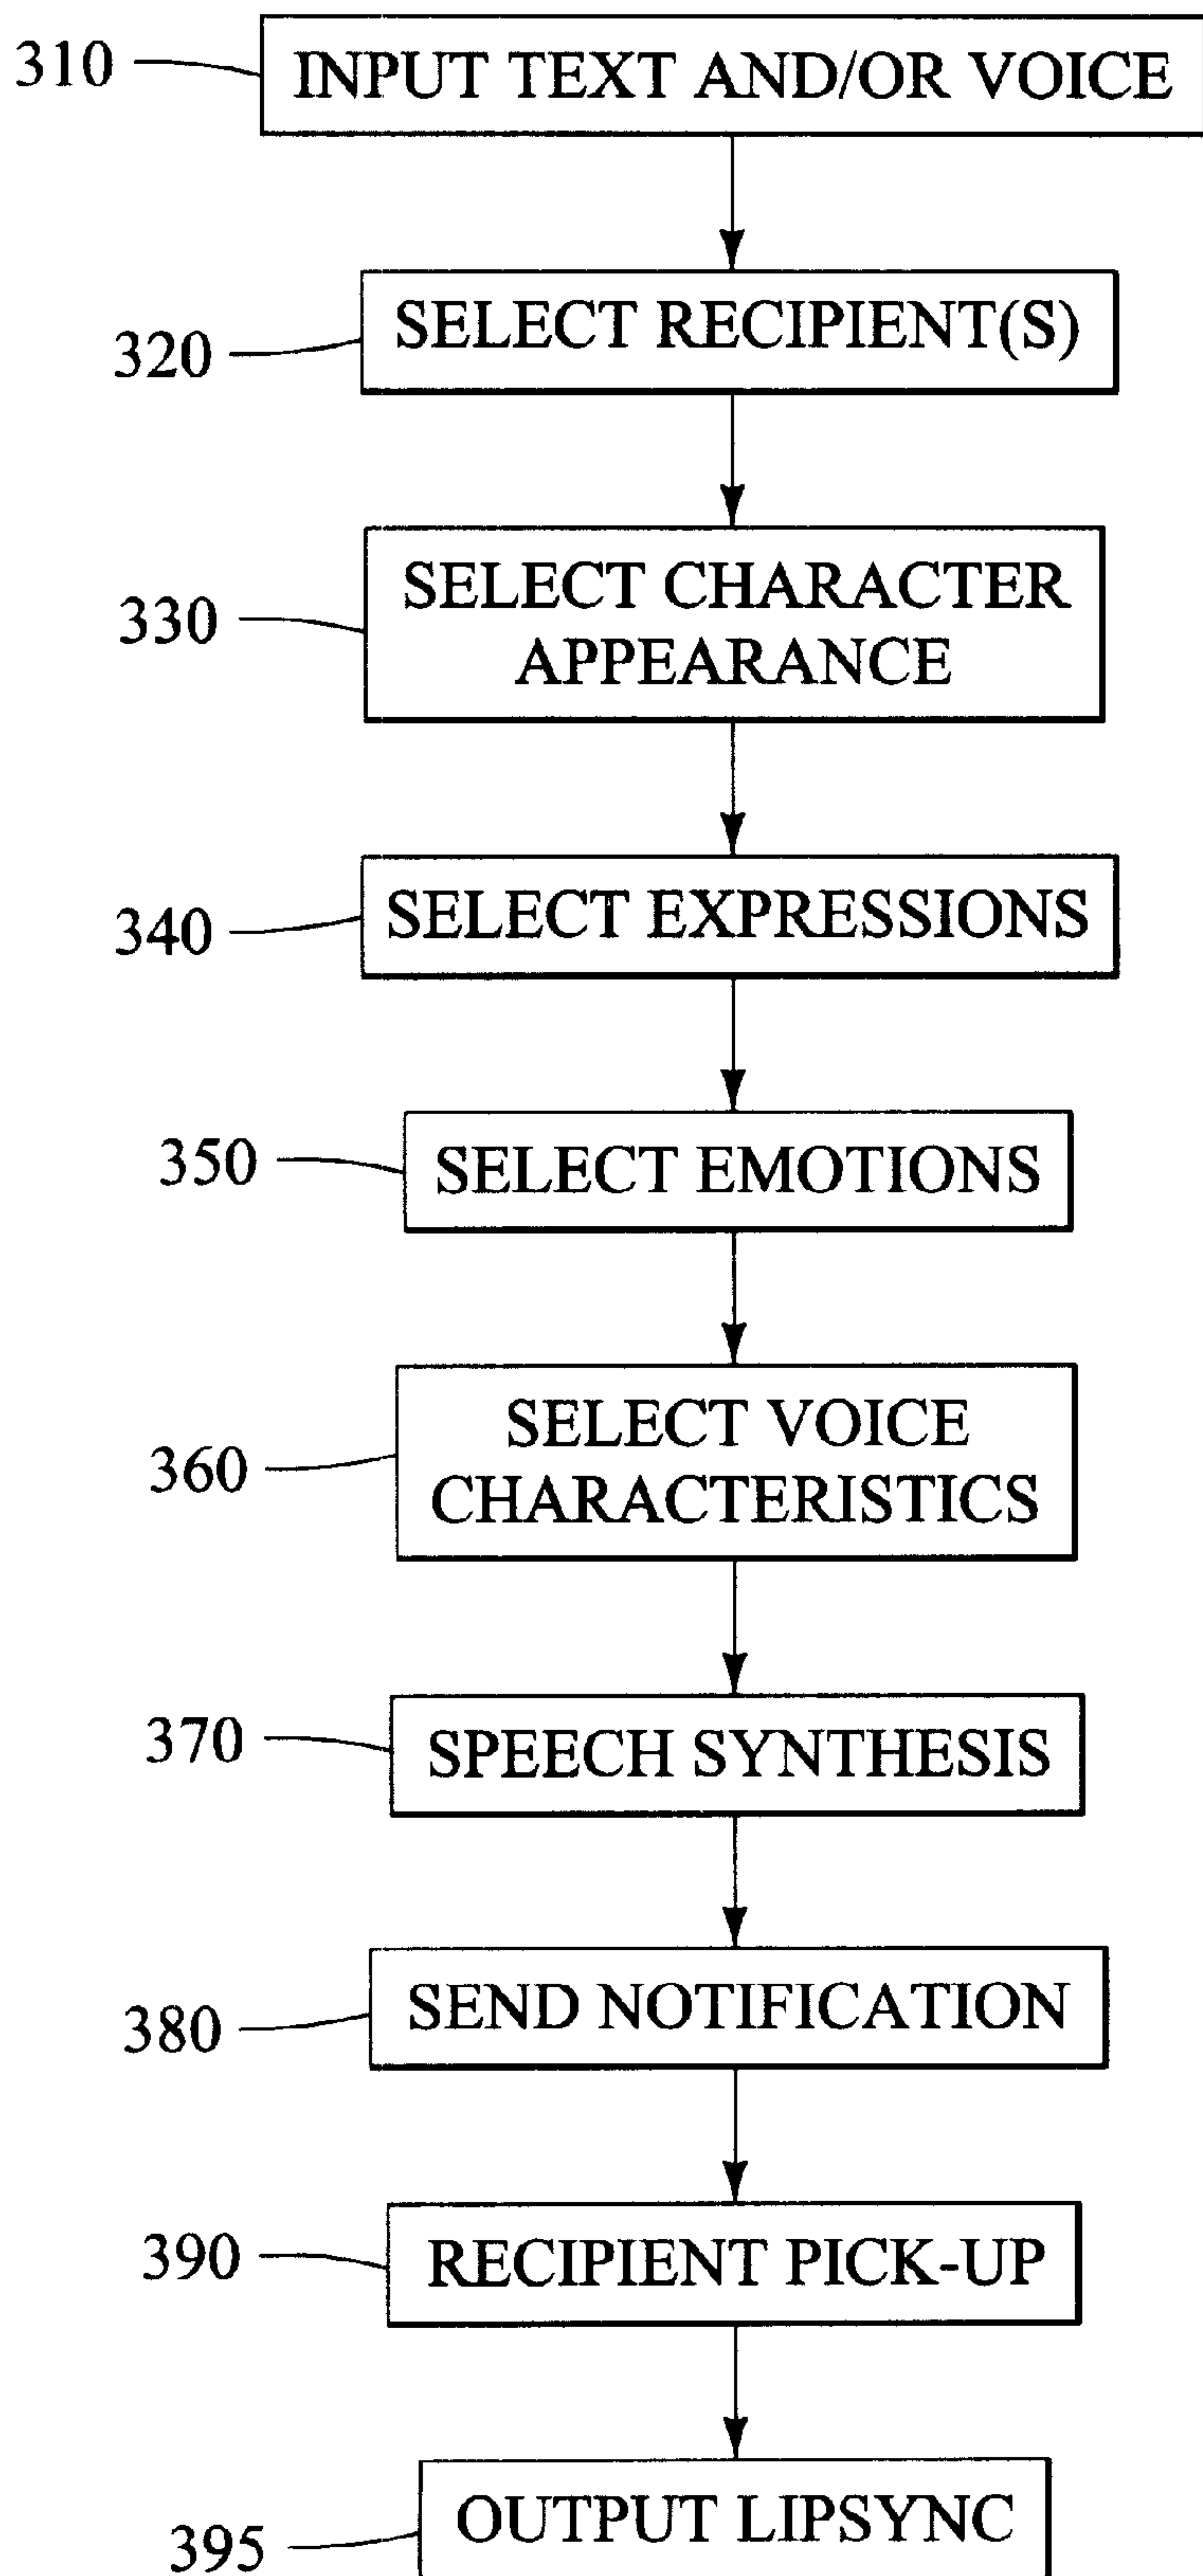 310 INPUT TEXT AND/OR VOICE
320 SELECT RECIPIENT(S)
330 SELECT CHARACTER
APPEARANCE
340 SELECT EXPRESSIONS
350 SELECT EMOTIONS
360 SELECT VOICE
CHARACTERISTICS
370 SPEECH SYNTHESIS
380 SEND NOTIFICATION
390 RECIPIENT PICK-UP
395 OUTPUT LIPSYNC